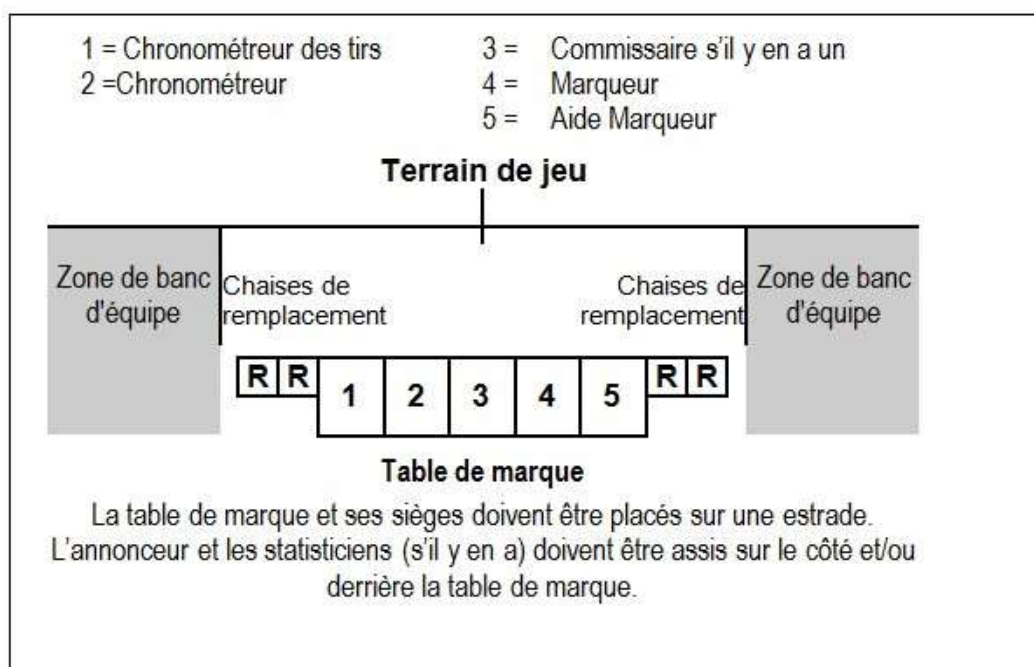 1 = Chronométreur des tirs
2 =Chronométreur
3 = Commissaire s'il y en a un
4 = Marqueur
5 = Aide Marqueur
Terrain de jeu
Zone de banc
d'équipe
Chaises de
remplacement
Chaises de
remplacement
Zone de banc
d'équipe
R R 1 2 3 4 5 R R
Table de marque
La table de marque et ses sièges doivent être placés sur une estrade.
L'annonceur et les statisticiens (s'il y en a) doivent être assis sur le côté et/ou
derrière la table de marque.